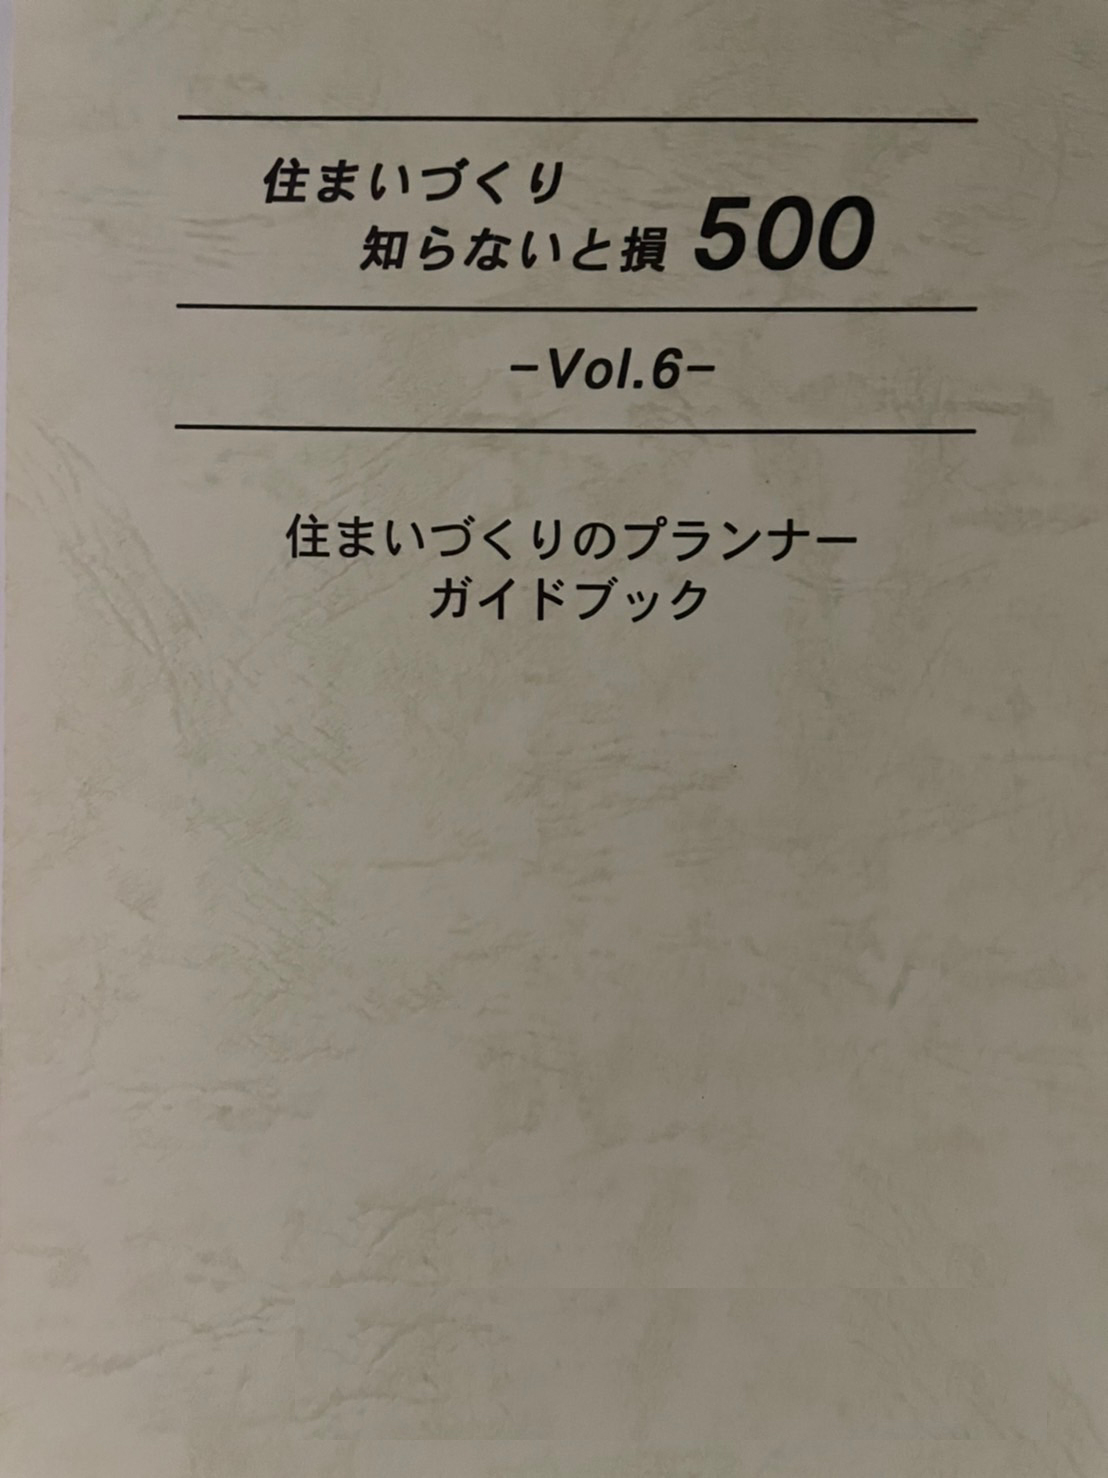 住まいづくり
知らないと損 500
-Vol.6-
住まいづくりのプランナー
ガイドブック